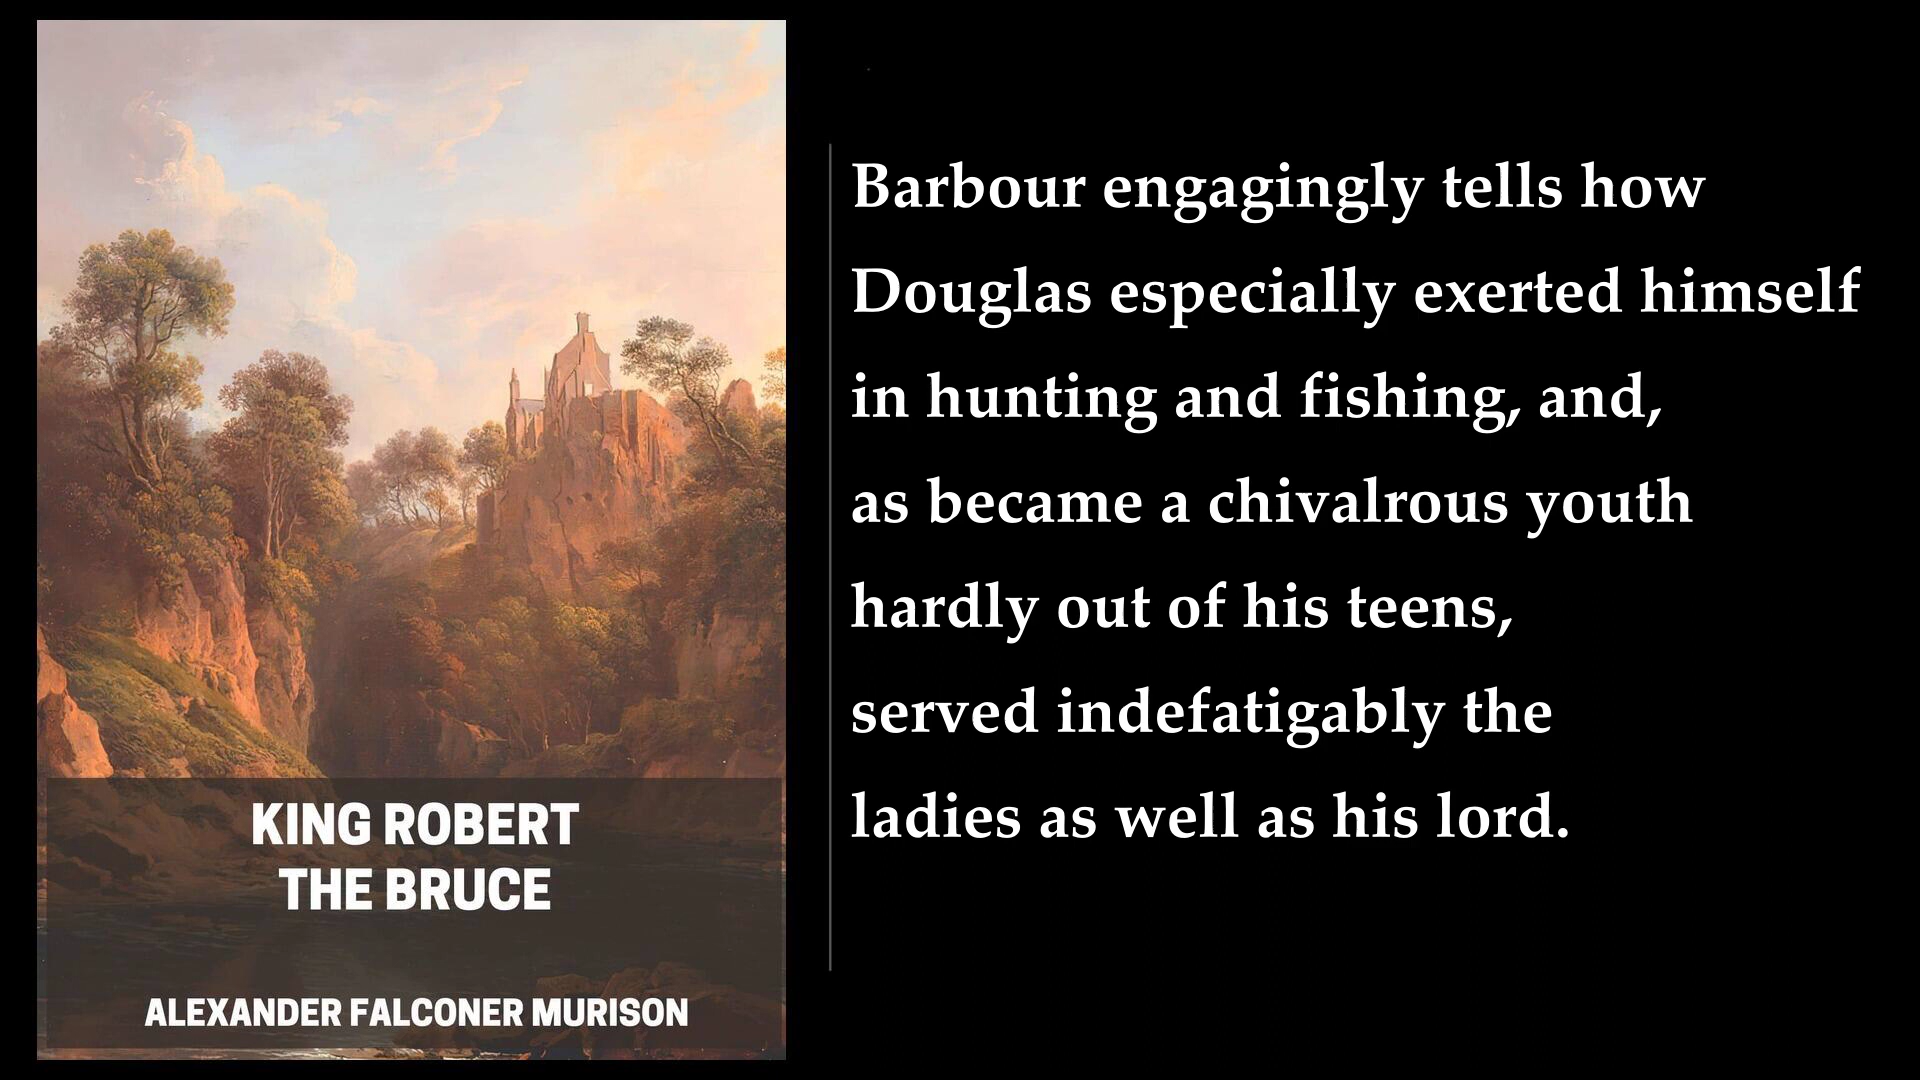 KING ROBERT
THE BRUCE
ALEXANDER FALCONER MURISON
Barbour engagingly tells how
Douglas especially exerted himself
in hunting and fishing, and,
as became a chivalrous youth
hardly out of his teens,
served indefatigably the
ladies as well as his lord.